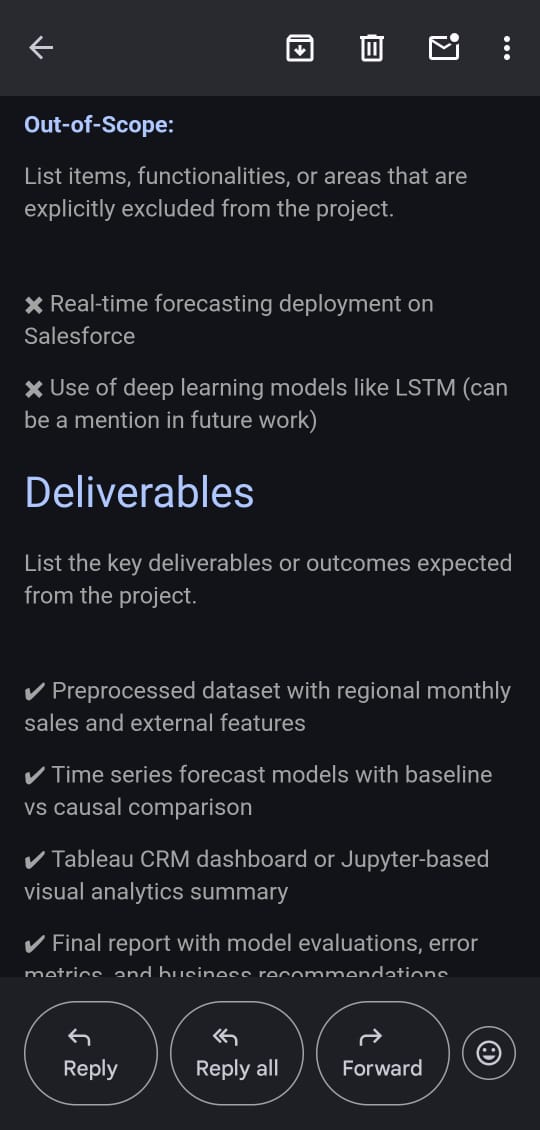 Out-of-Scope:
List items, functionalities, or areas that are
explicitly excluded from the project.
✖ Real-time forecasting deployment on
Salesforce
✖ Use of deep learning models like LSTM (can
be a mention in future work)
Deliverables
List the key deliverables or outcomes expected
from the project.
✔ Preprocessed dataset with regional monthly
sales and external features
✔ Time series forecast models with baseline
vs causal comparison
✔ Tableau CRM dashboard or Jupyter-based
visual analytics summary
✔ Final report with model evaluations, error
metrics, and business recommendations
Reply
Reply all
Forward